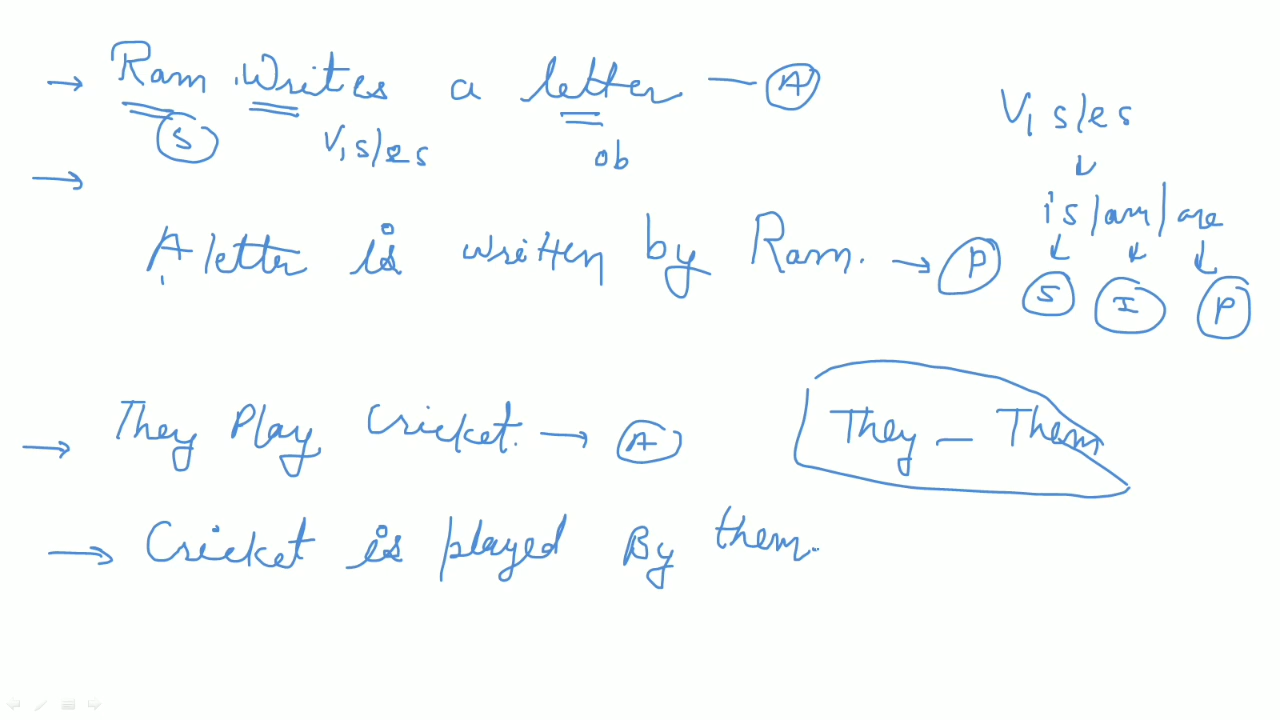 → Ram writes a letter — A
S V1 s/es ob
V1 s/es
is/am/are
S I P
→
A letter is written by Ram. → P
→ They Play Cricket. → A
They — Them
→ Cricket is played By them.